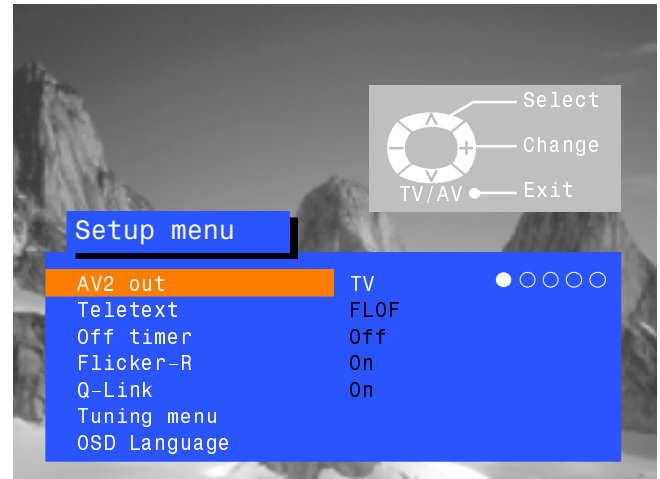 Select
Change
TV/AV Exit
Setup menu
AV2 out TV
Teletext FLOF
Off timer Off
Flicker-R On
Q-Link On
Tuning menu
OSD Language